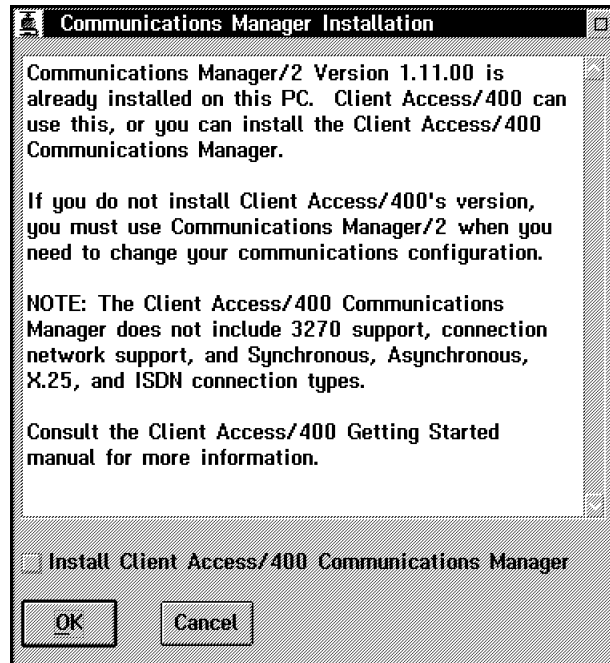 Communications Manager Installation
Communications Manager/2 Version 1.11.00 is
already installed on this PC.  Client Access/400 can
use this, or you can install the Client Access/400
Communications Manager.
If you do not install Client Access/400's version,
you must use Communications Manager/2 when you
need to change your communications configuration.
NOTE: The Client Access/400 Communications
Manager does not include 3270 support, connection
network support, and Synchronous, Asynchronous,
X.25, and ISDN connection types.
Consult the Client Access/400 Getting Started
manual for more information.
Install Client Access/400 Communications Manager
OK Cancel